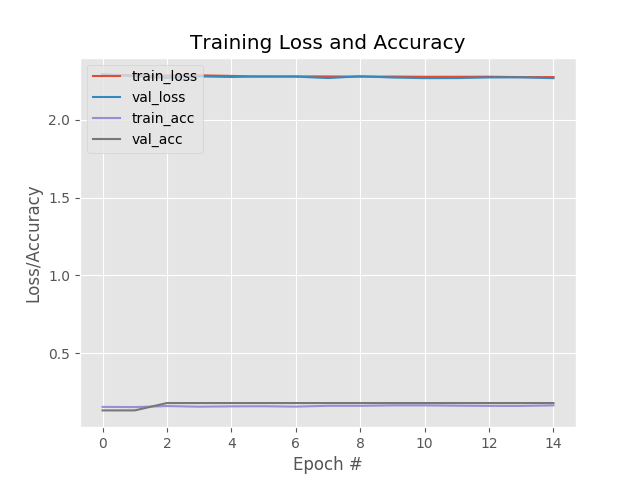 Training Loss and Accuracy
train_loss
val_loss
train_acc
val_acc
2.0
1.5
1.0
0.5
Loss/Accuracy
0 2 4 6 8 10 12 14
Epoch #